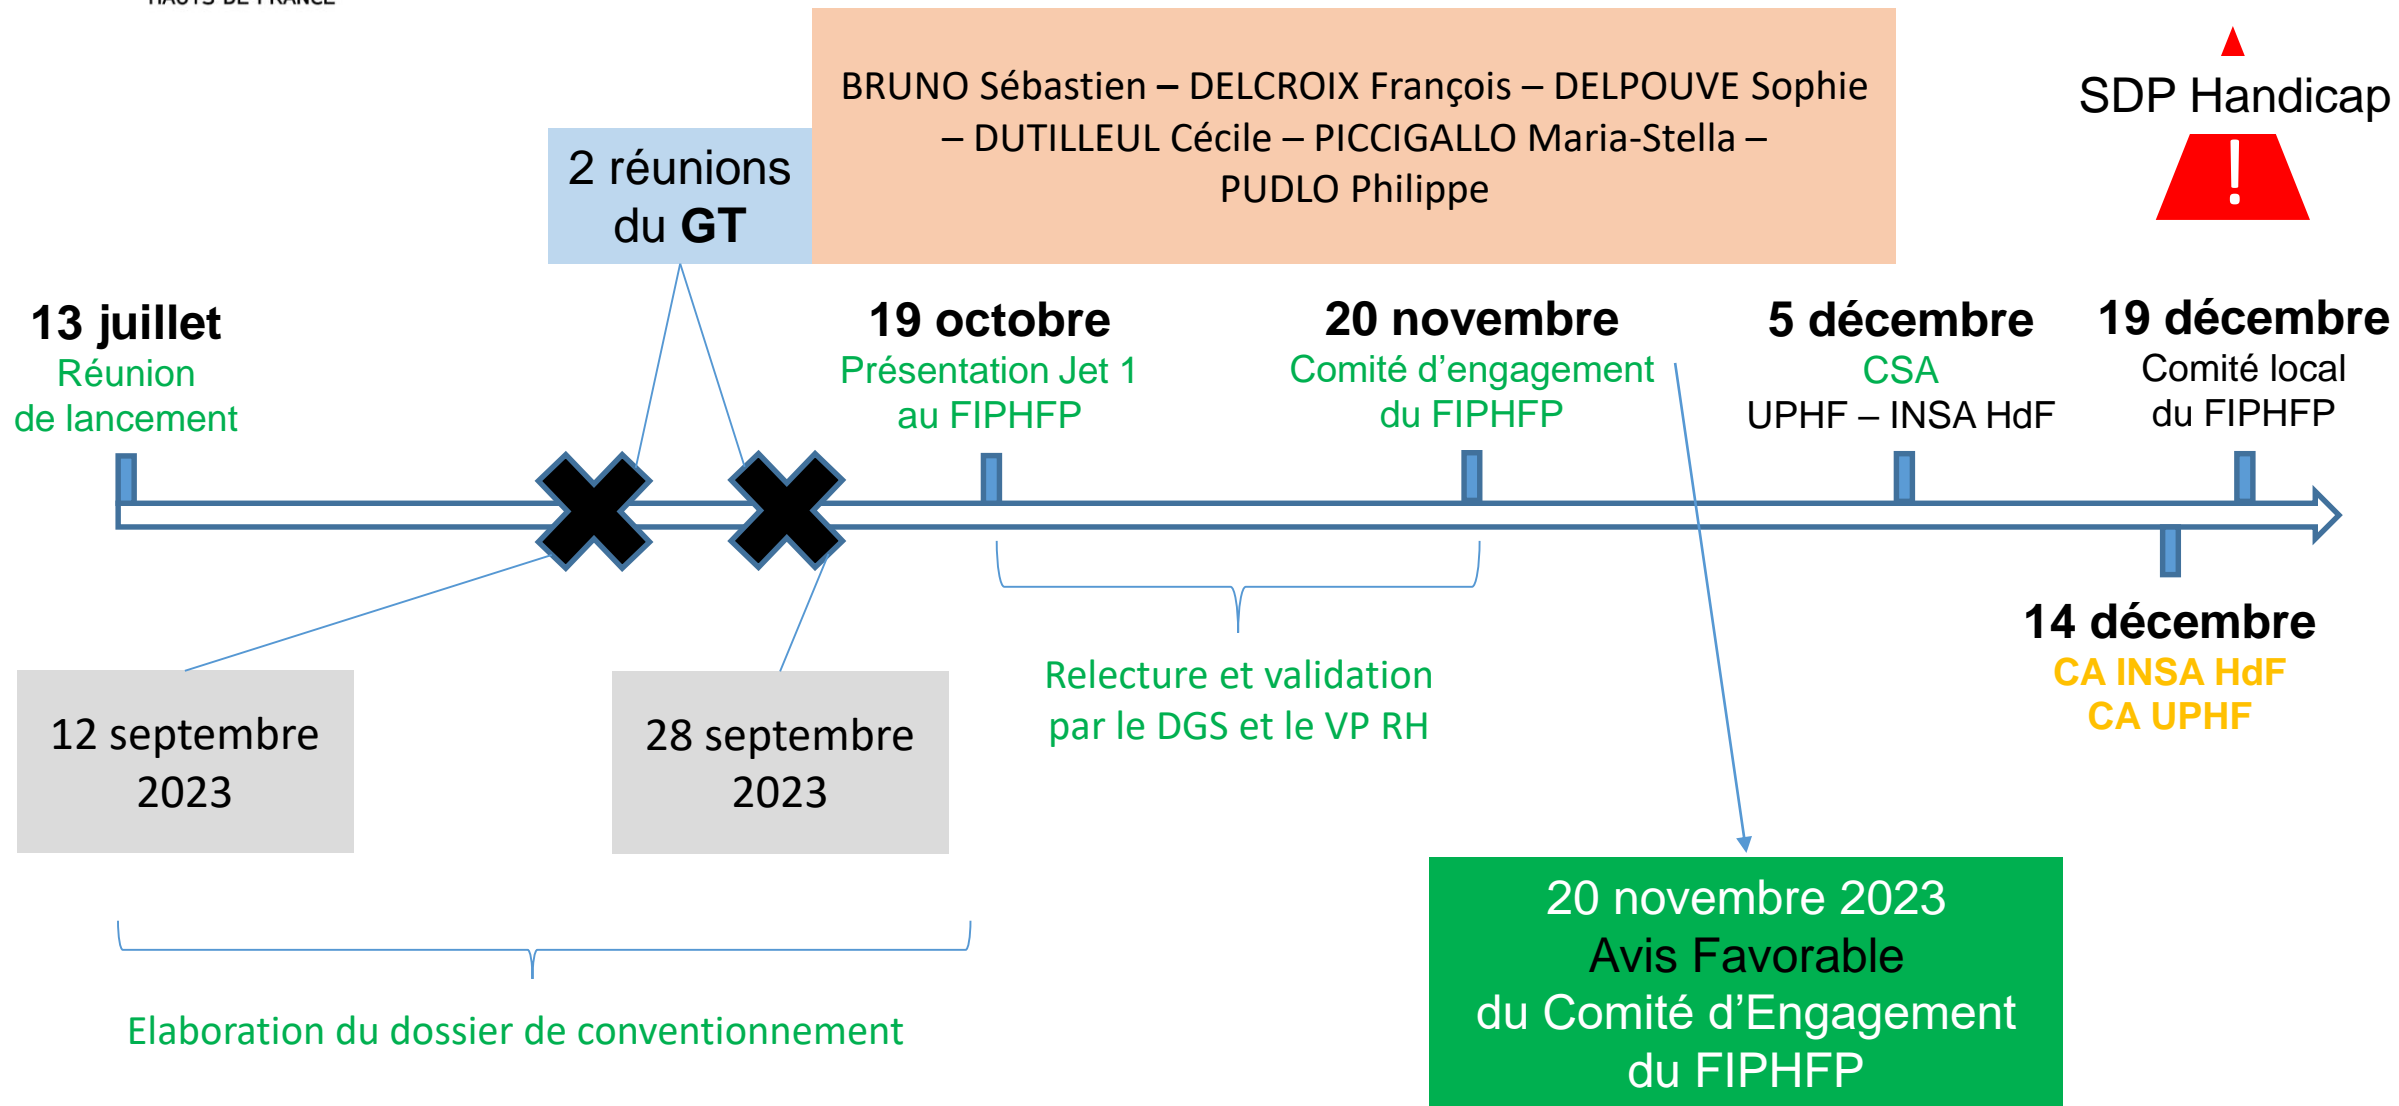 HAUTS-DE-FRANCE
BRUNO Sébastien – DELCROIX François – DELPOUVE Sophie
– DUTILLEUL Cécile – PICCIGALLO Maria-Stella –
PUDLO Philippe
SDP Handicap
!
2 réunions
du GT
13 juillet
Réunion
de lancement
19 octobre
Présentation Jet 1
au FIPHFP
20 novembre
Comité d’engagement
du FIPHFP
5 décembre
CSA
UPHF – INSA HdF
19 décembre
Comité local
du FIPHFP
14 décembre
CA INSA HdF
CA UPHF
12 septembre
2023
28 septembre
2023
Relecture et validation
par le DGS et le VP RH
20 novembre 2023
Avis Favorable
du Comité d’Engagement
du FIPHFP
Elaboration du dossier de conventionnement